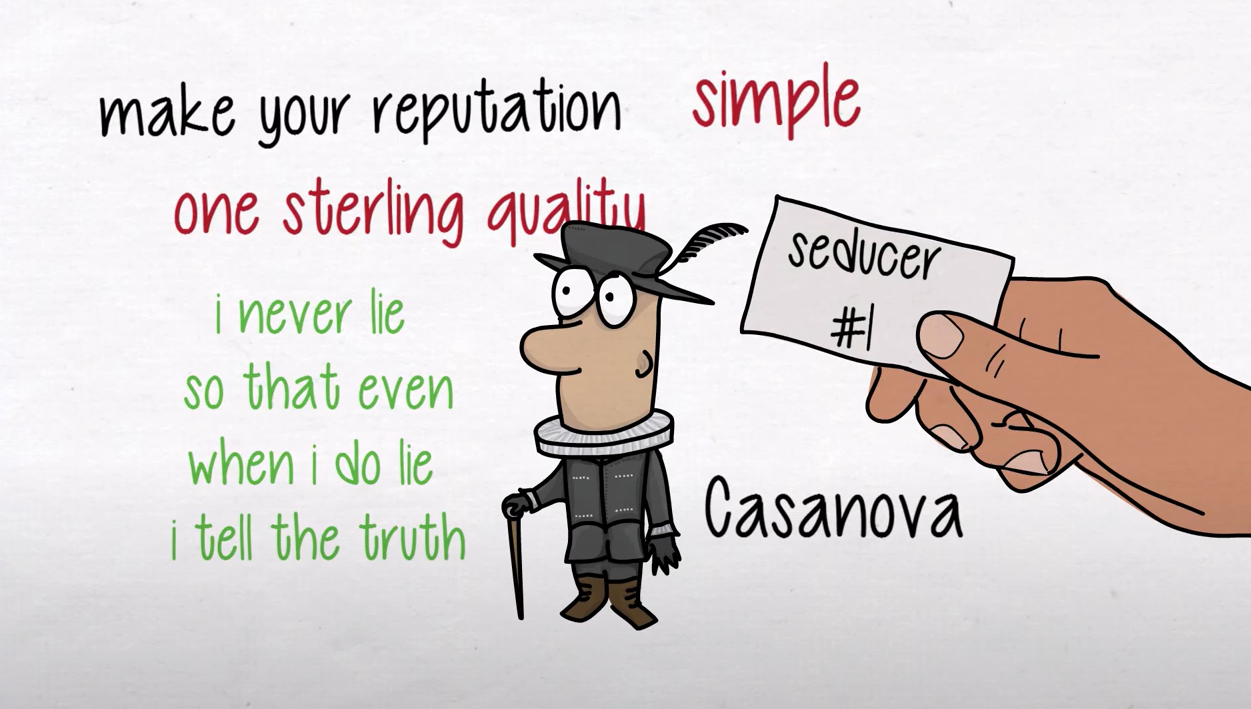 make your reputation simple
one sterling quality
i never lie
so that even
when i do lie
i tell the truth
seducer
#1
Casanova